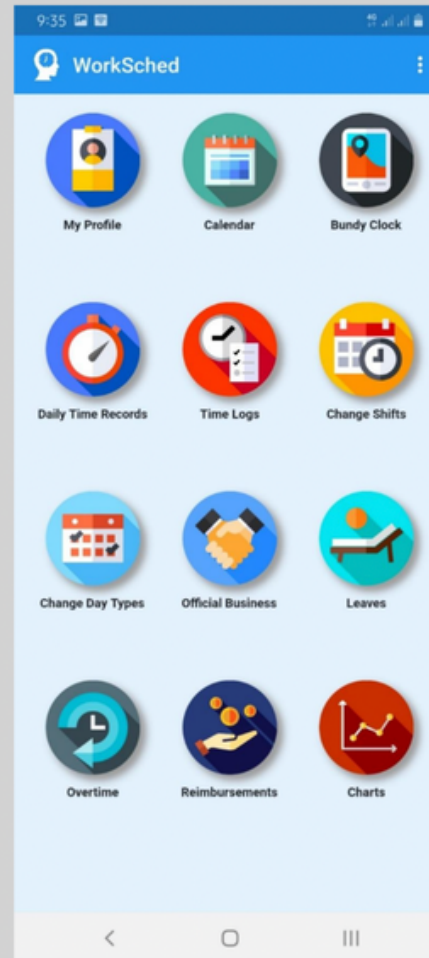 9:35
WorkSched
My Profile Calendar Bundy Clock
Daily Time Records Time Logs Change Shifts
Change Day Types Official Business Leaves
Overtime Reimbursements Charts